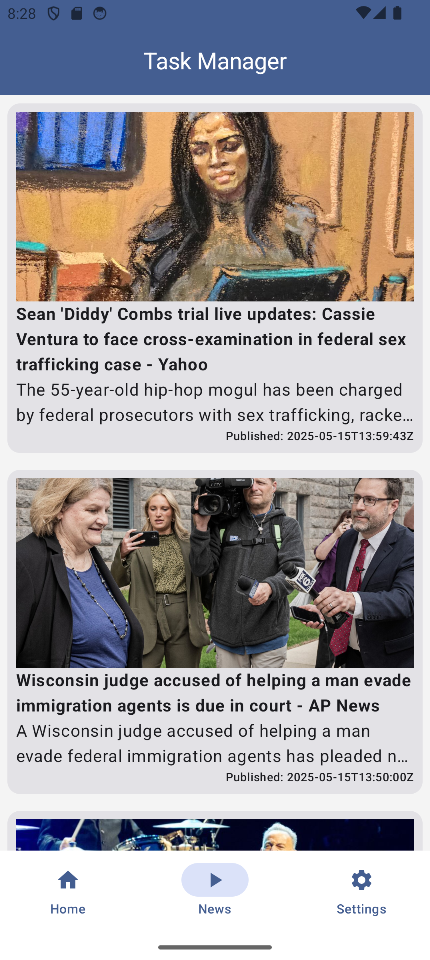 8:28
Task Manager
Sean 'Diddy' Combs trial live updates: Cassie
Ventura to face cross-examination in federal sex
trafficking case - Yahoo
The 55-year-old hip-hop mogul has been charged
by federal prosecutors with sex trafficking, racke...
Published: 2025-05-15T13:59:43Z
Wisconsin judge accused of helping a man evade
immigration agents is due in court - AP News
A Wisconsin judge accused of helping a man
evade federal immigration agents has pleaded n...
Published: 2025-05-15T13:50:00Z
Home
News
Settings